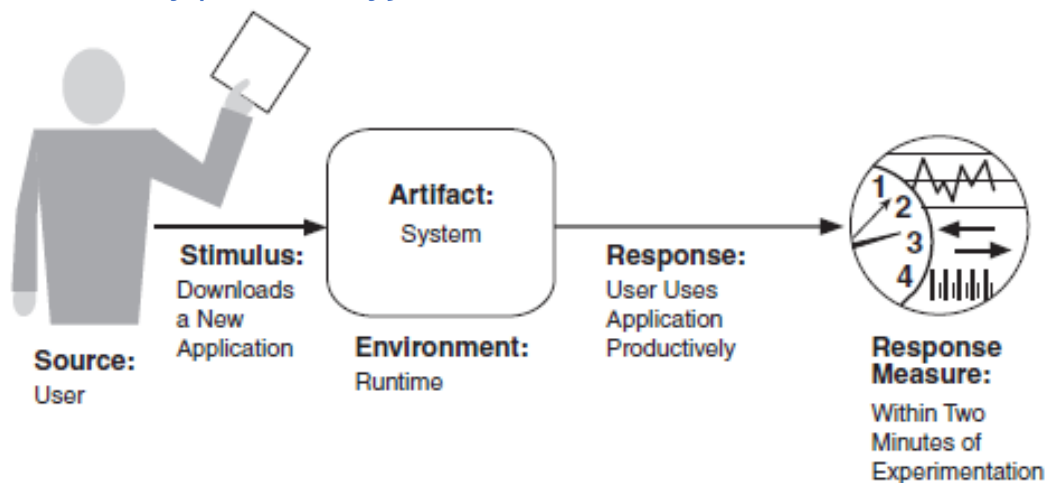 Artifact:
System
Stimulus:
Downloads
a New
Application
Source:
User
Environment:
Runtime
Response:
User Uses
Application
Productively
1
2
3
4
Response
Measure:
Within Two
Minutes of
Experimentation